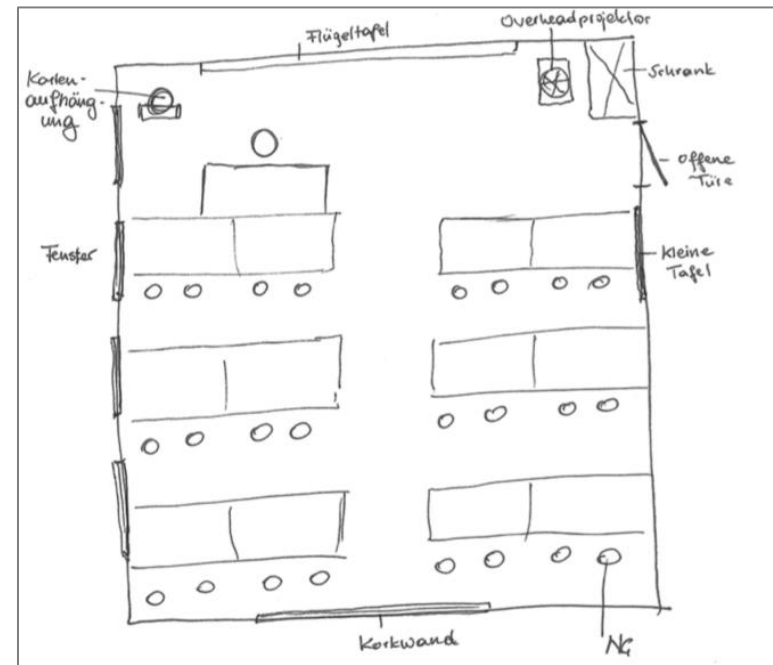 Flügeltafel
Overheadprojektor
Karten-
aufhäng-
ung
Schrank
offene
Türe
Fenster
kleine
Tafel
Korkwand
NG